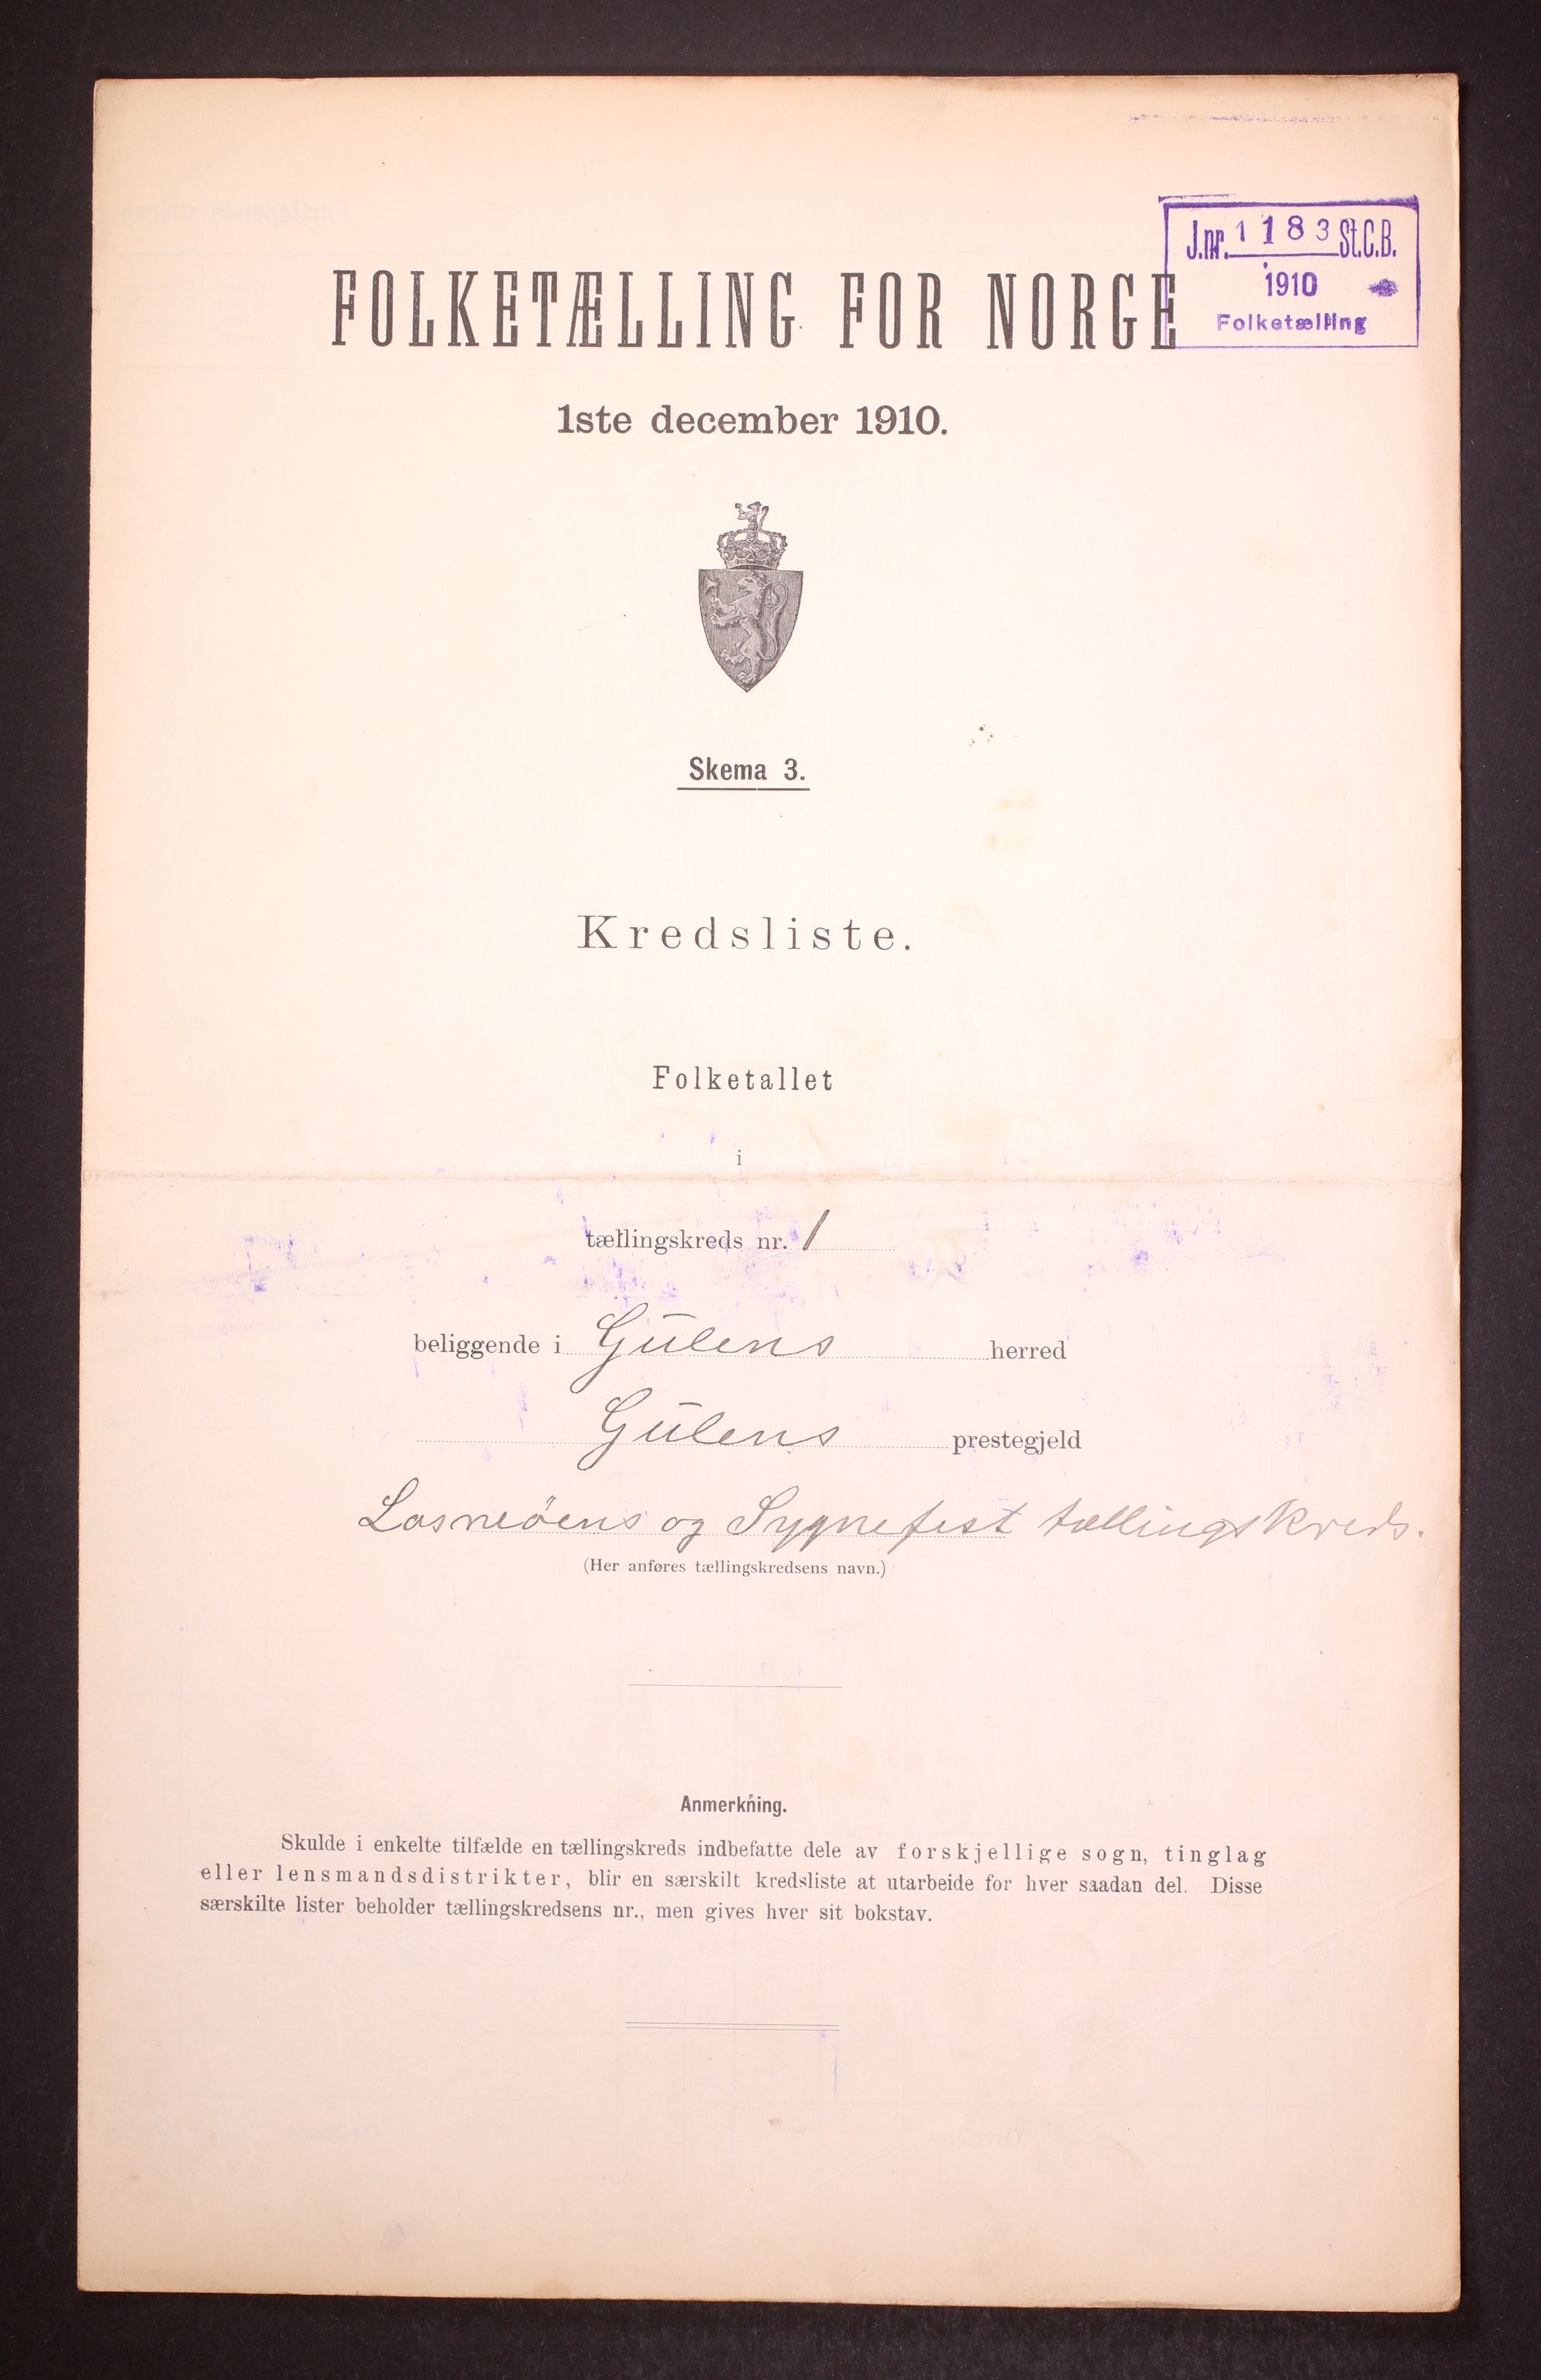 J.nr. 1183 St.C.B.
1910
Folketælling
FOLKETÆLLING FOR NORGE
1ste december 1910.
Skema 3.
Kredsliste.
Folketallet
i
tællingskreds nr. 1
beliggende i Gulens herred
Gulens prestegjeld
Losneöens og Sygnefest tællingskreds.
(Her anføres tællingskredsens navn.)
Anmerkning.
Skulde i enkelte tilfælde en tællingskreds indbefatte dele av forskjellige sogn, tinglag
eller lensmandsdistrikter, blir en særskilt kredsliste at utarbeide for hver saadan del. Disse
særskilte lister beholder tællingskredsens nr., men gives hver sit bokstav.